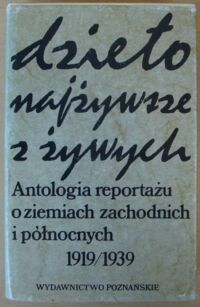 dzieło
najżywsze
z żywych
Antologia reportażu
o ziemiach zachodnich
i północnych
1919/1939
WYDAWNICTWO POZNAŃSKIE